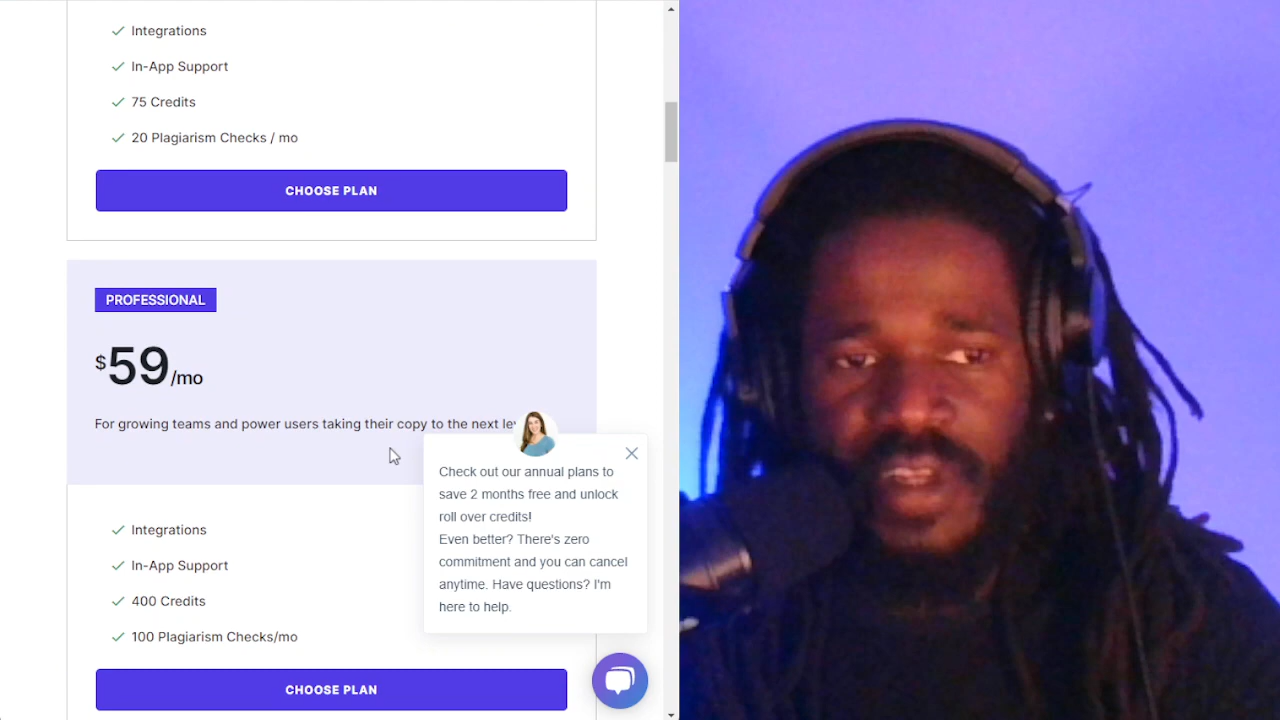 Integrations
In-App Support
75 Credits
20 Plagiarism Checks / mo
CHOOSE PLAN
PROFESSIONAL
$59/mo
For growing teams and power users taking their copy to the next
Check out our annual plans to
save 2 months free and unlock
roll over credits!
Even better? There's zero
commitment and you can cancel
anytime. Have questions? I'm
here to help.
Integrations
In-App Support
400 Credits
100 Plagiarism Checks/mo
CHOOSE PLAN